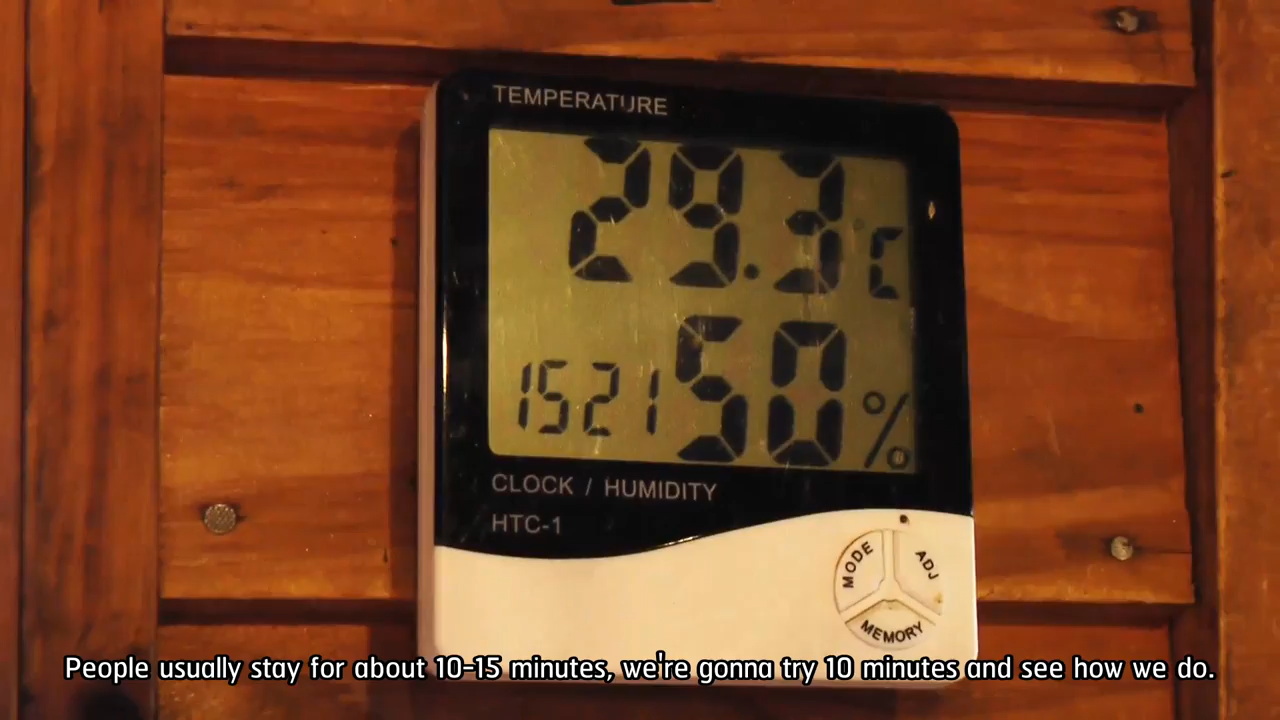 TEMPERATURE
29.3°C
1521 50%
CLOCK / HUMIDITY
HTC-1
MODE
ADJ
MEMORY
People usually stay for about 10-15 minutes, we're gonna try 10 minutes and see how we do.